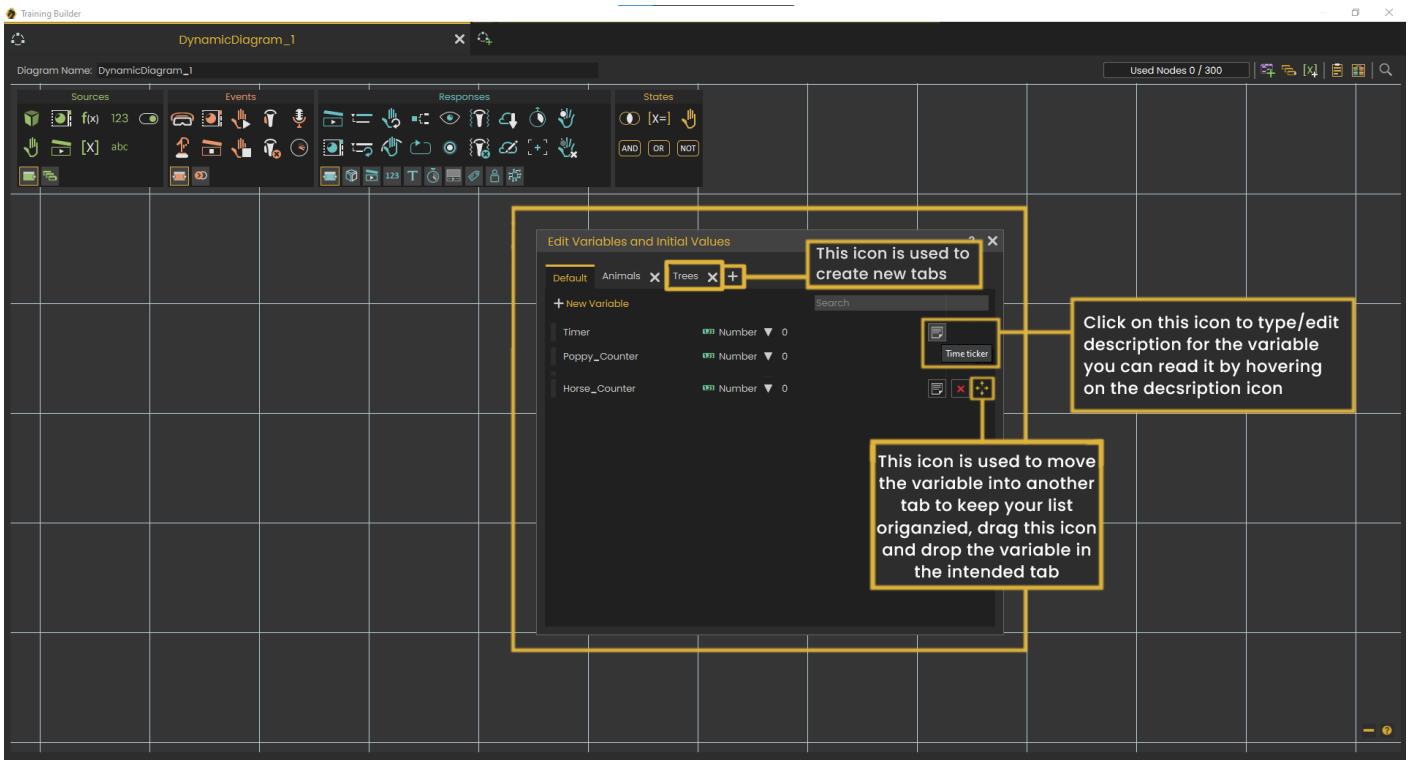 Training Builder
DynamicDiagram_1
Diagram Name: DynamicDiagram_1
Used Nodes 0 / 300
Sources
Events
Responses
States
f(x)
123
[X=]
[X]
abc
AND
OR
NOT
123
T
Edit Variables and Initial Values
This icon is used to
create new tabs
Default
Animals
Trees
+ New Variable
Search
Timer
Number
0
Time ticker
Poppy_Counter
Number
0
Horse_Counter
Number
0
Click on this icon to type/edit
description for the variable
you can read it by hovering
on the decsription icon
This icon is used to move
the variable into another
tab to keep your list
origanzied, drag this icon
and drop the variable in
the intended tab